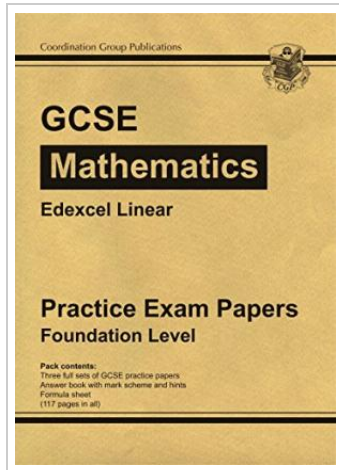 Coordination Group Publications
CGP
GCSE
Mathematics
Edexcel Linear
Practice Exam Papers
Foundation Level
Pack contents:
Three full sets of GCSE practice papers
Answer book with mark scheme and hints
Formula sheet
(117 pages in all)